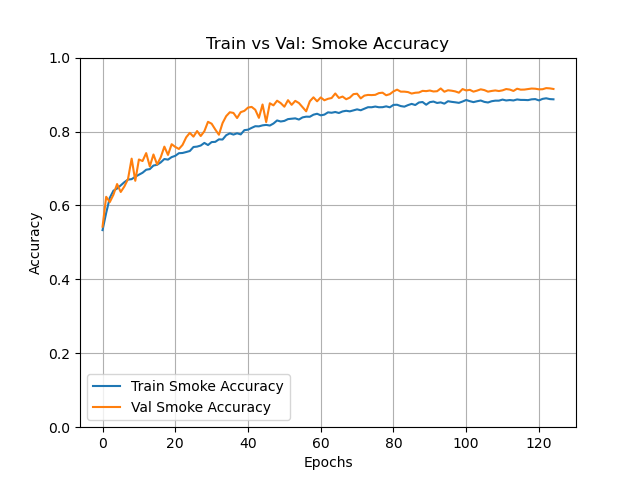 Train vs Val: Smoke Accuracy
1.0
0.8
0.6
0.4
0.2
0.0
Accuracy
Train Smoke Accuracy
Val Smoke Accuracy
0 20 40 60 80 100 120
Epochs